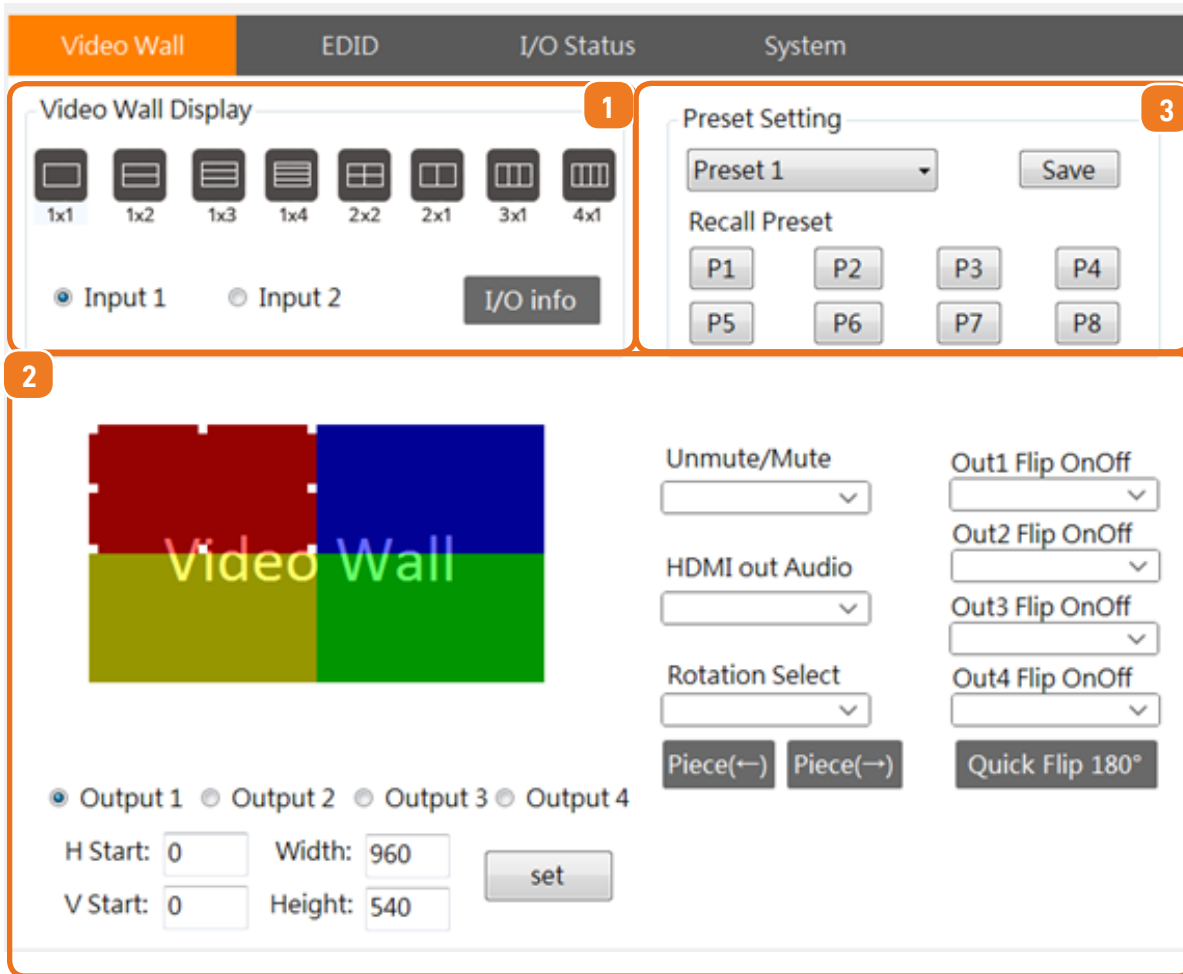 Video Wall EDID I/O Status System
Video Wall Display 1
1x1 1x2 1x3 1x4 2x2 2x1 3x1 4x1
Input 1 Input 2 I/O info
Preset Setting 3
Preset 1 Save
Recall Preset
P1 P2 P3 P4
P5 P6 P7 P8
2
Video Wall
Output 1 Output 2 Output 3 Output 4
H Start: 0 Width: 960
V Start: 0 Height: 540
set
Unmute/Mute
HDMI out Audio
Rotation Select
Piece(←) Piece(→)
Out1 Flip OnOff
Out2 Flip OnOff
Out3 Flip OnOff
Out4 Flip OnOff
Quick Flip 180°